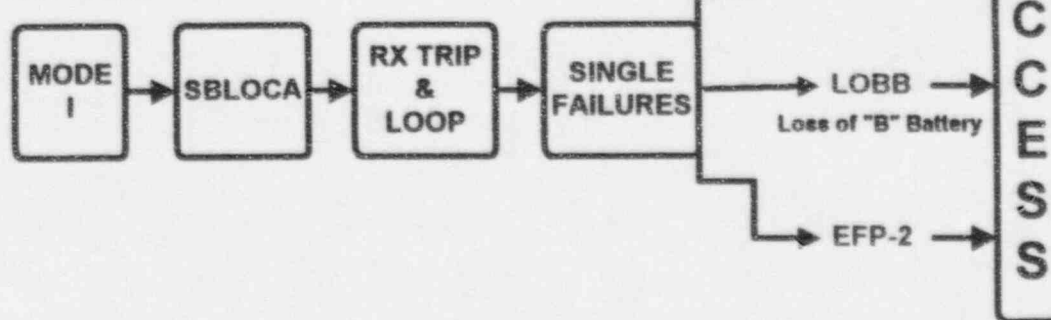 MODE
I
SBLOCA
RX TRIP
&
LOOP
SINGLE
FAILURES
LOBB
Loss of "B" Battery
EFP-2
C
C
E
S
S